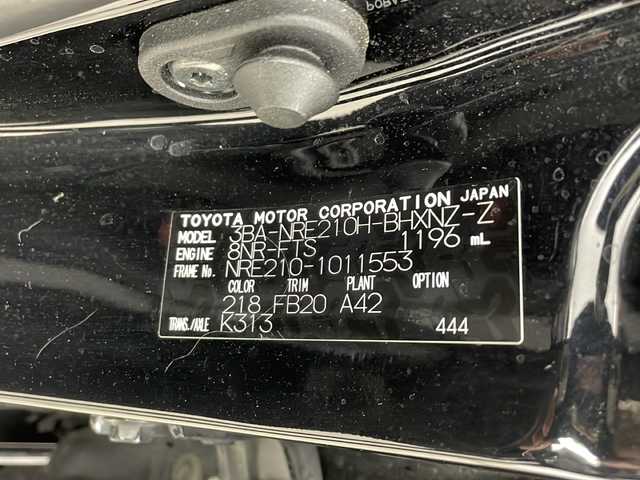 TOYOTA MOTOR CORPORATION JAPAN
MODEL 3BA-NRE210H-BHXNZ-Z
ENGINE 8NR-FTS 1196 mL
FRAME No. NRE210-1011553
COLOR TRIM PLANT OPTION
218 FB20 A42
TRANS./AXLE K313 444